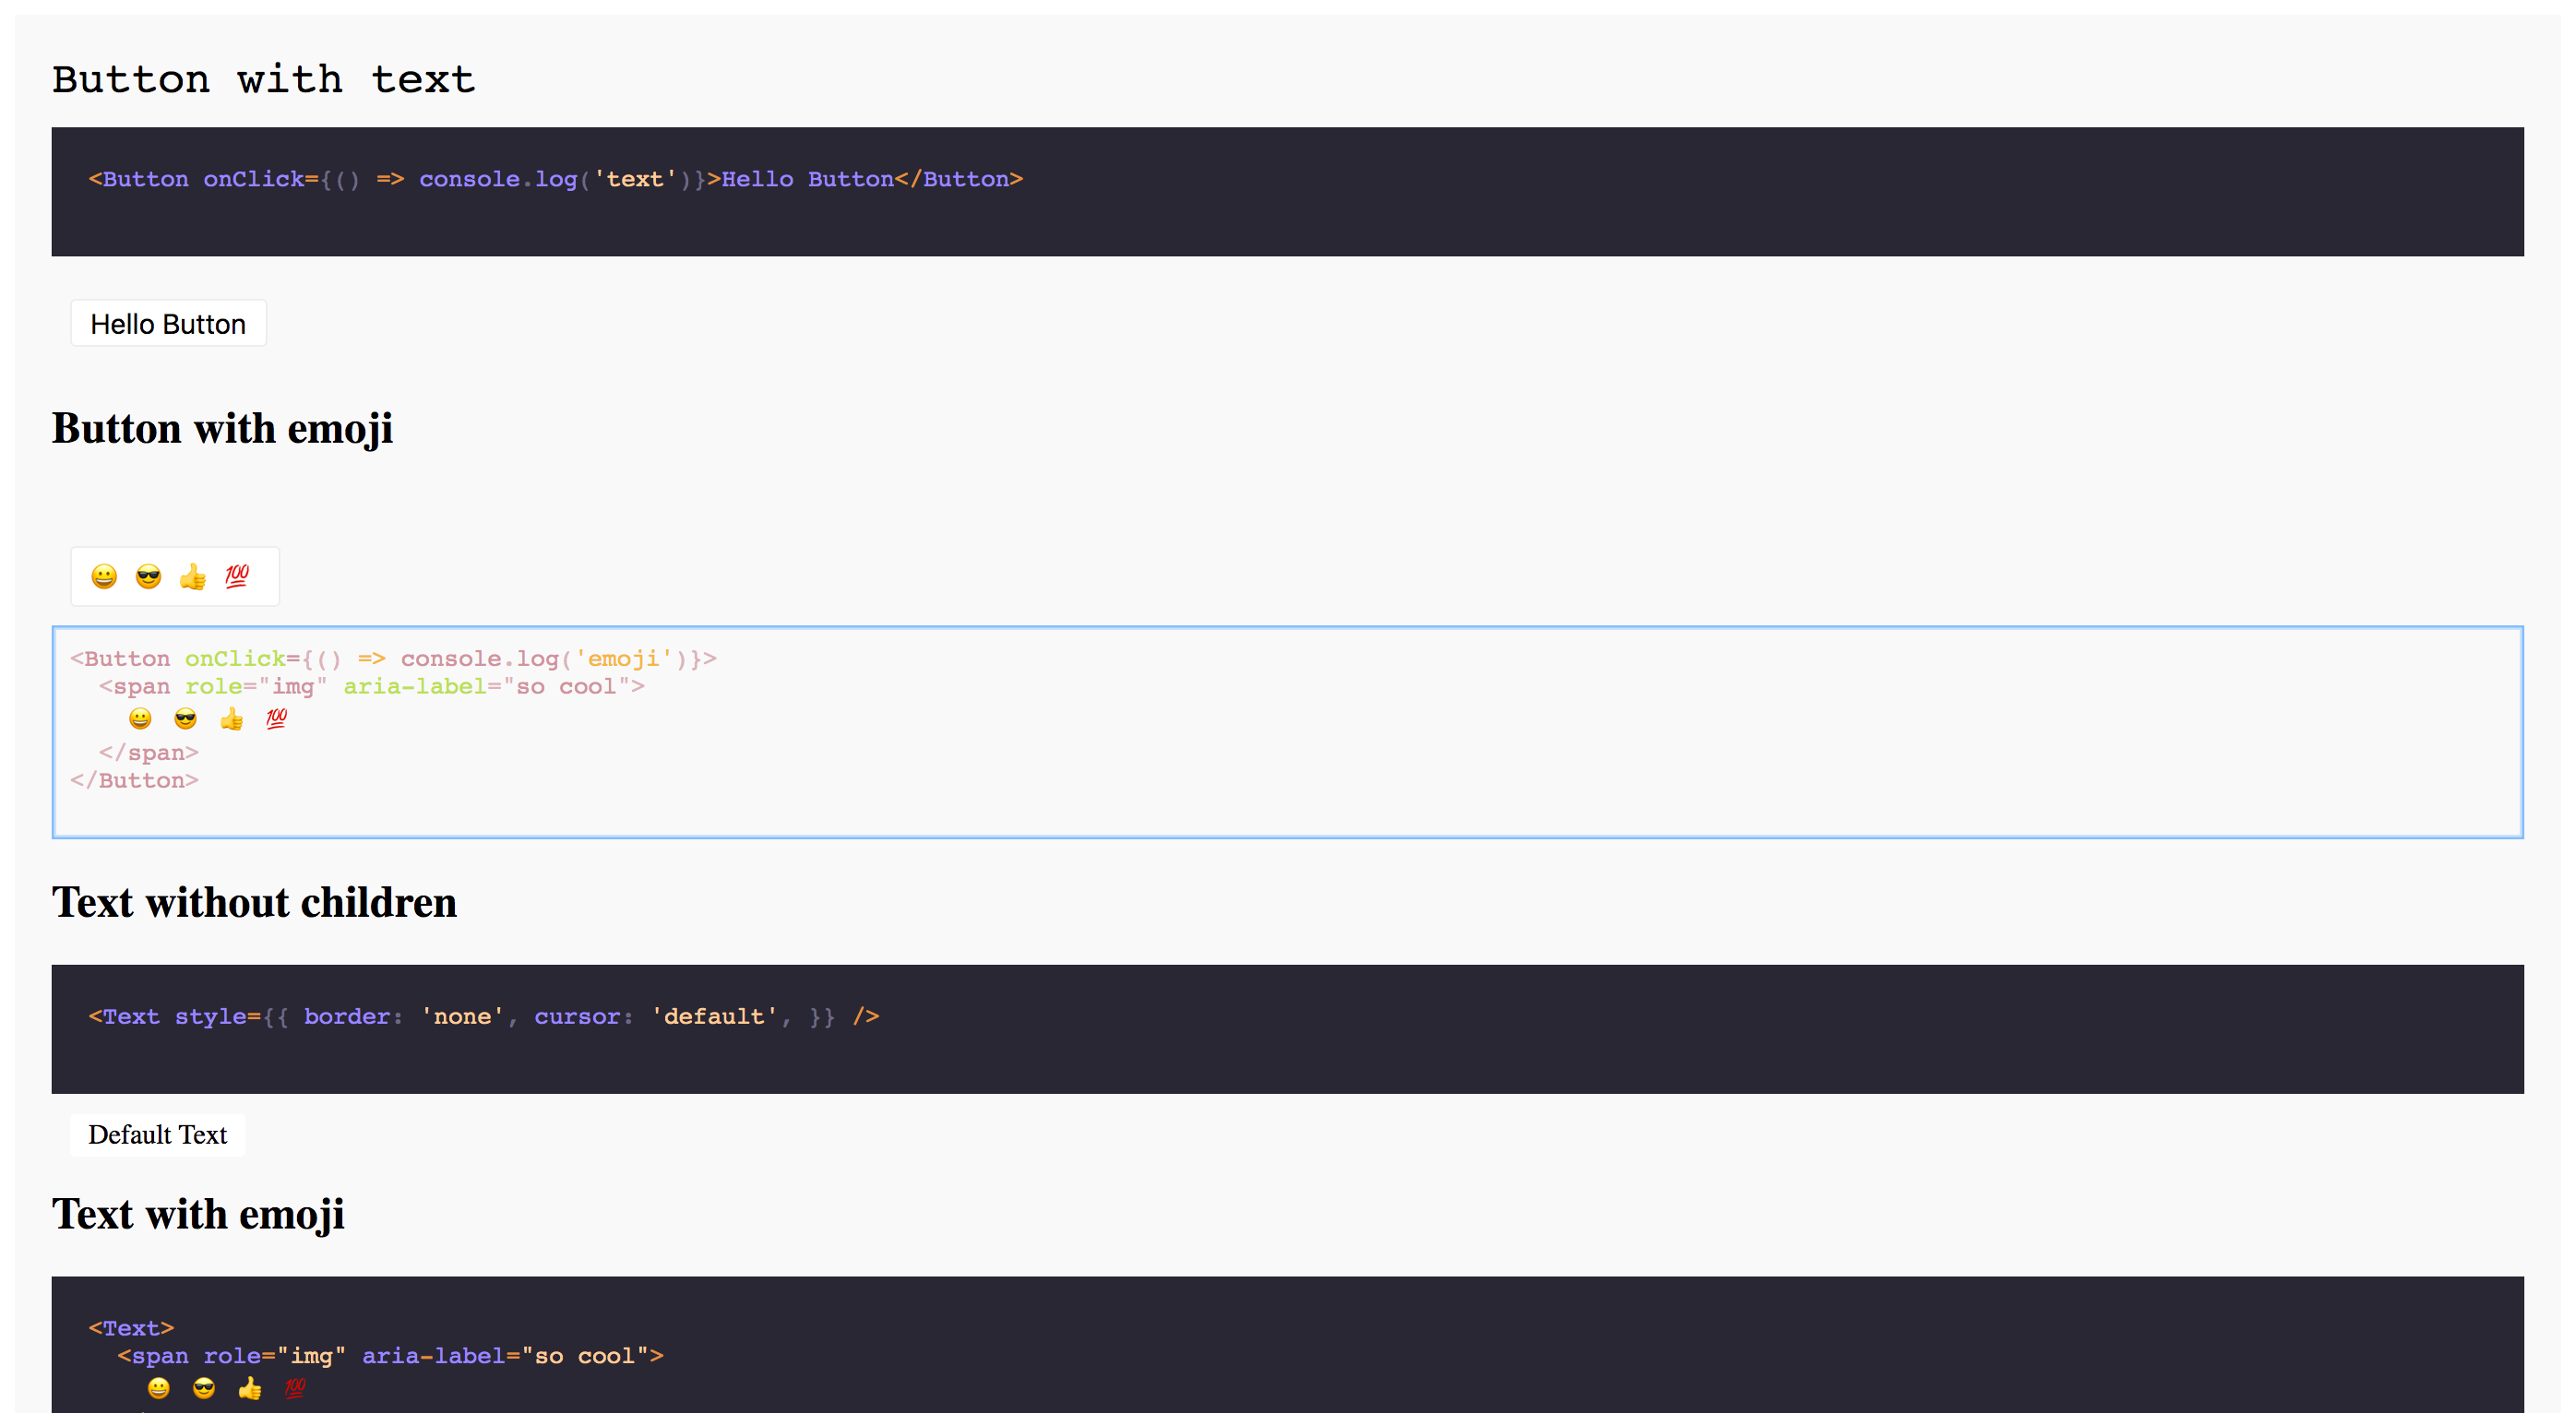 Button with text
<Button onClick={() => console.log('text')}>Hello Button</Button>
Hello Button
Button with emoji
😀 😎 👍 💯
<Button onClick={() => console.log('emoji')}>
  <span role="img" aria-label="so cool">
    😀 😎 👍 💯
  </span>
</Button>
Text without children
<Text style={{ border: 'none', cursor: 'default', }} />
Default Text
Text with emoji
<Text>
  <span role="img" aria-label="so cool">
    😀 😎 👍 💯